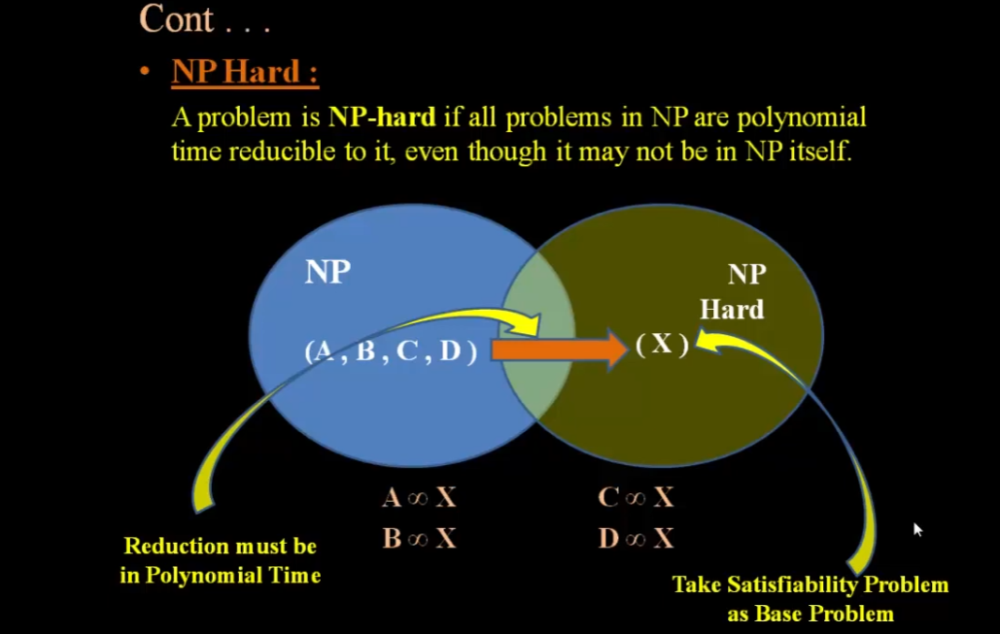 Cont . . .
• NP Hard :
A problem is NP-hard if all problems in NP are polynomial
time reducible to it, even though it may not be in NP itself.
NP
NP
Hard
(A , B , C , D )
( X )
A ∞ X
C ∞ X
B ∞ X
D ∞ X
Reduction must be
in Polynomial Time
Take Satisfiability Problem
as Base Problem